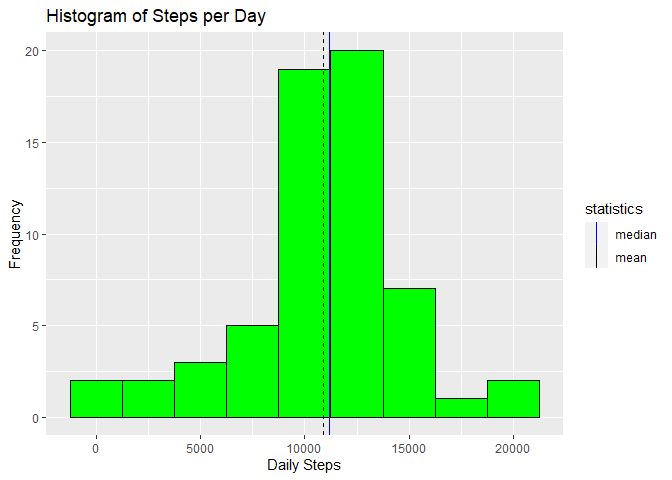 Histogram of Steps per Day
Frequency
20
15
10
5
0
0 5000 10000 15000 20000
Daily Steps
statistics
median
mean